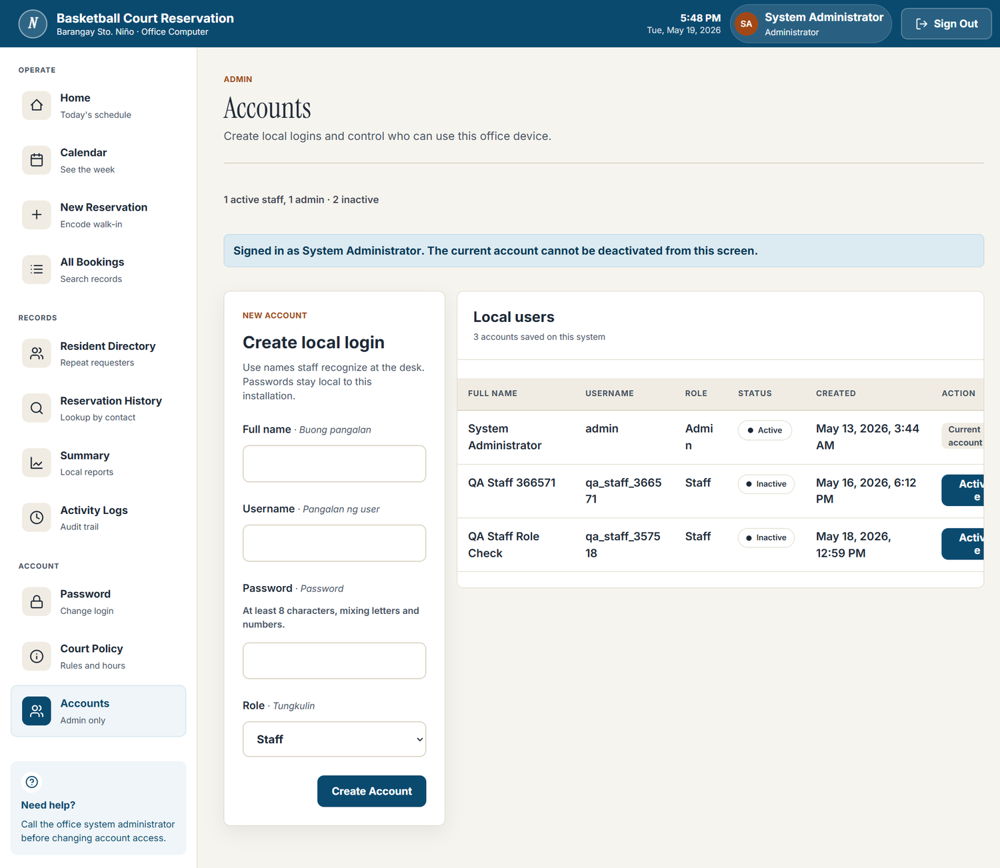 N
Basketball Court Reservation
Barangay Sto. Niño · Office Computer
5:48 PM
Tue, May 19, 2026
SA
System Administrator
Administrator
Sign Out
OPERATE
Home
Today's schedule
Calendar
See the week
New Reservation
Encode walk-in
All Bookings
Search records
RECORDS
Resident Directory
Repeat requesters
Reservation History
Lookup by contact
Summary
Local reports
Activity Logs
Audit trail
ACCOUNT
Password
Change login
Court Policy
Rules and hours
Accounts
Admin only
Need help?
Call the office system administrator
before changing account access.
ADMIN
Accounts
Create local logins and control who can use this office device.
1 active staff, 1 admin · 2 inactive
Signed in as System Administrator. The current account cannot be deactivated from this screen.
NEW ACCOUNT
Create local login
Use names staff recognize at the desk.
Passwords stay local to this
installation.
Full name · Buong pangalan
Username · Pangalan ng user
Password · Password
At least 8 characters, mixing letters and
numbers.
Role · Tungkulin
Staff
Create Account
Local users
3 accounts saved on this system
FULL NAME USERNAME ROLE STATUS CREATED ACTION
System admin Admi Active May 13, 2026, 3:44 Current
Administrator n AM account
QA Staff 366571 qa_staff_3665 Staff Inactive May 16, 2026, 6:12 Activ
71 PM e
QA Staff Role qa_staff_3575 Staff Inactive May 18, 2026, Activ
Check 18 12:59 PM e